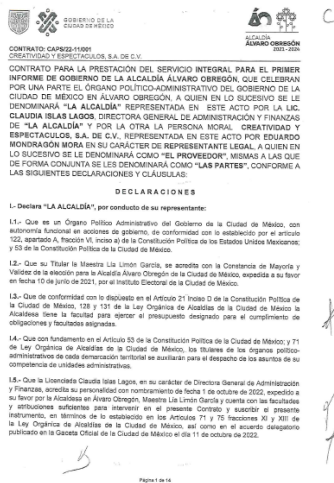 GOBIERNO DE LA
CIUDAD DE MÉXICO
ALCALDÍA
ÁLVARO OBREGÓN
2021 - 2024
CONTRATO: CAPS/22-11/001
CREATIVIDAD Y ESPECTACULOS, S.A. DE C.V.
CONTRATO PARA LA PRESTACIÓN DEL SERVICIO INTEGRAL PARA EL PRIMER
INFORME DE GOBIERNO DE LA ALCALDÍA ÁLVARO OBREGÓN, QUE CELEBRAN
POR UNA PARTE EL ÓRGANO POLÍTICO-ADMINISTRATIVO DEL GOBIERNO DE LA
CIUDAD DE MÉXICO EN ÁLVARO OBREGÓN, A QUIEN EN LO SUCESIVO SE LE
DENOMINARÁ "LA ALCALDÍA" REPRESENTADA EN ESTE ACTO POR LA LIC.
CLAUDIA ISLAS LAGOS, DIRECTORA GENERAL DE ADMINISTRACIÓN Y FINANZAS
DE "LA ALCALDÍA" Y POR LA OTRA LA PERSONA MORAL CREATIVIDAD Y
ESPECTACULOS, S.A. DE C.V., REPRESENTADA EN ESTE ACTO POR EDUARDO
MONDRAGÓN MORA EN SU CARÁCTER DE REPRESENTANTE LEGAL, A QUIEN EN
LO SUCESIVO SE LE DENOMINARÁ COMO "EL PROVEEDOR", MISMAS A LAS QUE
DE FORMA CONJUNTA SE LES DENOMINARÁ COMO "LAS PARTES", CONFORME A
LAS SIGUIENTES DECLARACIONES Y CLÁUSULAS:
DECLARACIONES
I.- Declara "LA ALCALDÍA", por conducto de su representante:
I.1.- Que es un Órgano Político Administrativo del Gobierno de la Ciudad de México, con
autonomía funcional en acciones de gobierno, de conformidad con lo establecido por el artículo
122, apartado A, fracción VI, inciso a) de la Constitución Política de los Estados Unidos Mexicanos;
y 53 de la Constitución Política de la Ciudad de México.
I.2.- Que su Titular la Maestra Lía Limón García, se acredita con la Constancia de Mayoría y
Validez de la elección para la Alcaldía Álvaro Obregón de la Ciudad de México, expedida a su favor
en fecha 10 de junio de 2021, por el Instituto Electoral de la Ciudad de México.
I.3.- Que de conformidad con lo dispuesto en el Artículo 21 Inciso D de la Constitución Política de
la Ciudad de México, 128 y 131 de la Ley Orgánica de Alcaldías de la Ciudad de México la
Alcaldesa tiene la facultad para ejercer el presupuesto designado para el cumplimiento de
obligaciones y facultades asignadas.
I.4.- Que con fundamento en el Artículo 53 de la Constitución Política de la Ciudad de México; y 71
de Ley Orgánica de Alcaldías de la Ciudad de México, los titulares de los órganos político-
administrativos de cada demarcación territorial se auxiliarán para el despacho de los asuntos de su
competencia de unidades administrativas.
I.5.- Que la Licenciada Claudia Islas Lagos, en su carácter de Directora General de Administración
y Finanzas, acredita su personalidad con nombramiento de fecha 1 de octubre de 2022, expedido a
su favor por la Alcaldesa en Álvaro Obregón, Maestra Lía Limón García y cuenta con las facultades
y atribuciones suficientes para intervenir en el presente Contrato y suscribir el presente
instrumento, en términos de lo establecido en los Artículos 71 y 75 fracciones XI y XIII de
la Ley Orgánica de Alcaldías de la Ciudad de México, así como en el acuerdo delegatorio
publicado en la Gaceta Oficial de la Ciudad de México el día 11 de octubre de 2022.
Página 1 de 14